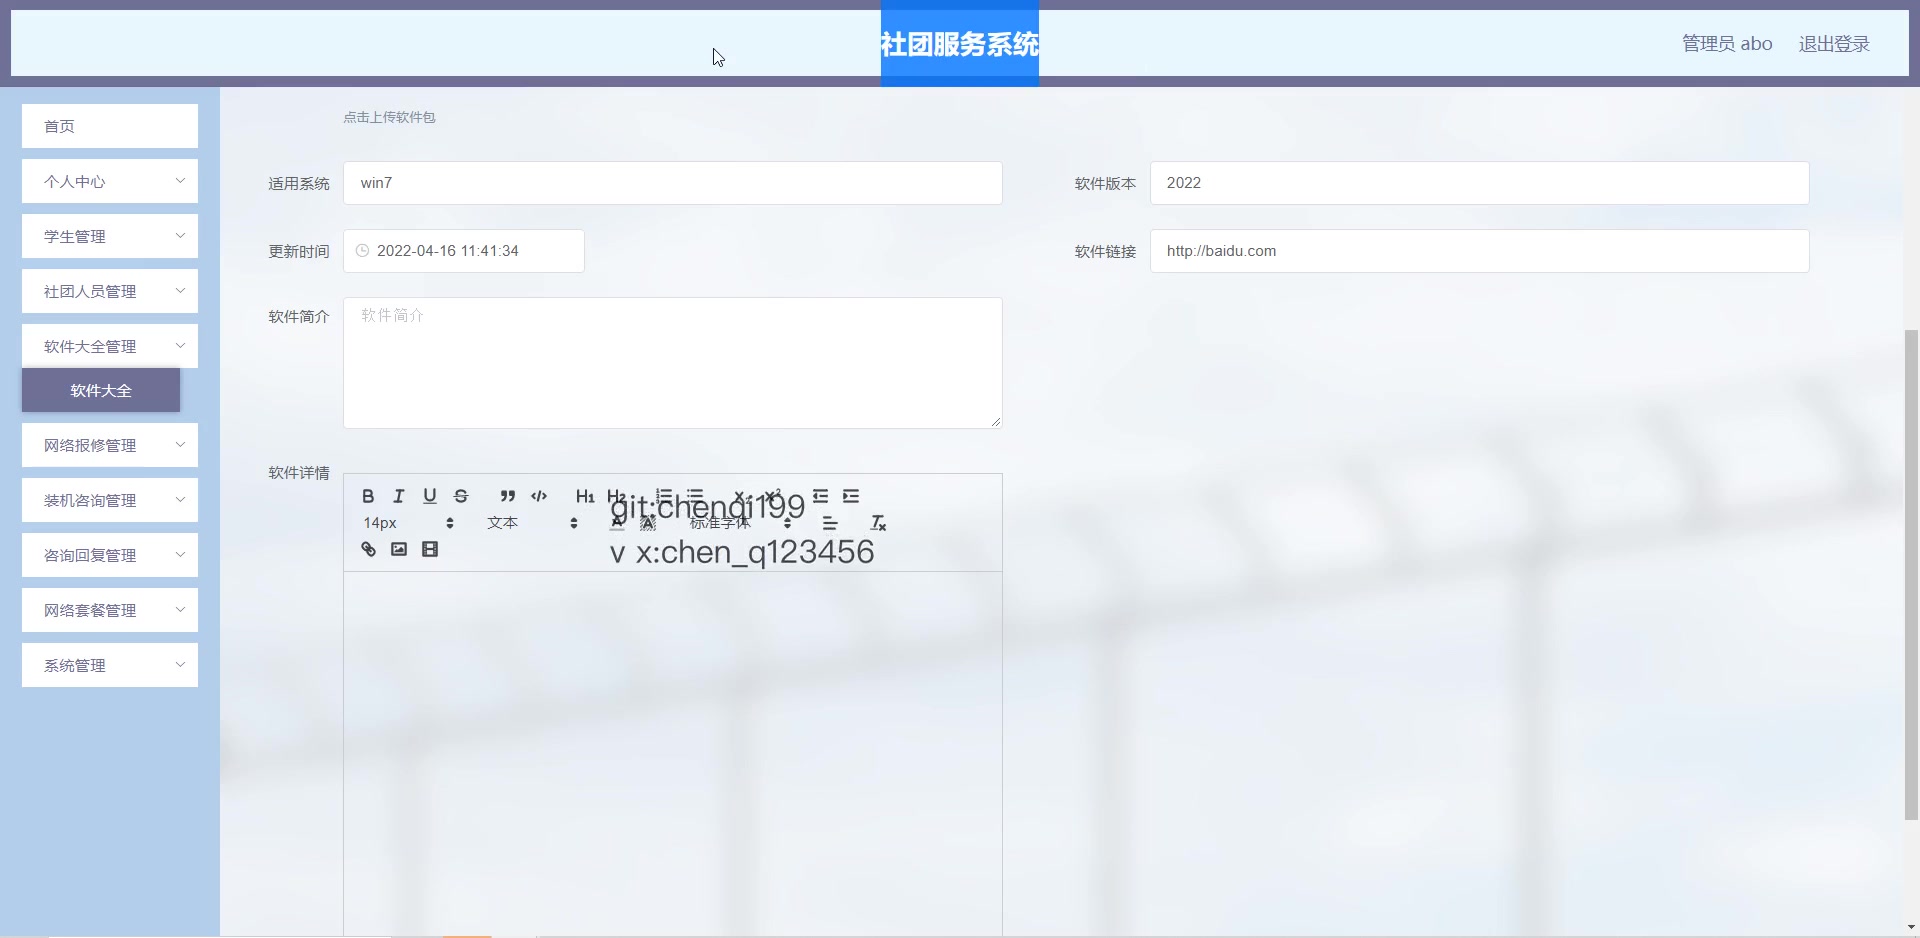 社团服务系统
管理员 abo 退出登录
首页
个人中心
学生管理
社团人员管理
软件大全管理
软件大全
网络报修管理
装机咨询管理
咨询回复管理
网络套餐管理
系统管理
点击上传软件包
适用系统 win7 软件版本 2022
更新时间 2022-04-16 11:41:34 软件链接 http://baidu.com
软件简介 软件简介
软件详情
B I U S H1 H2
14px 文本 标准字体
git:chenqi199
v x:chen_q123456